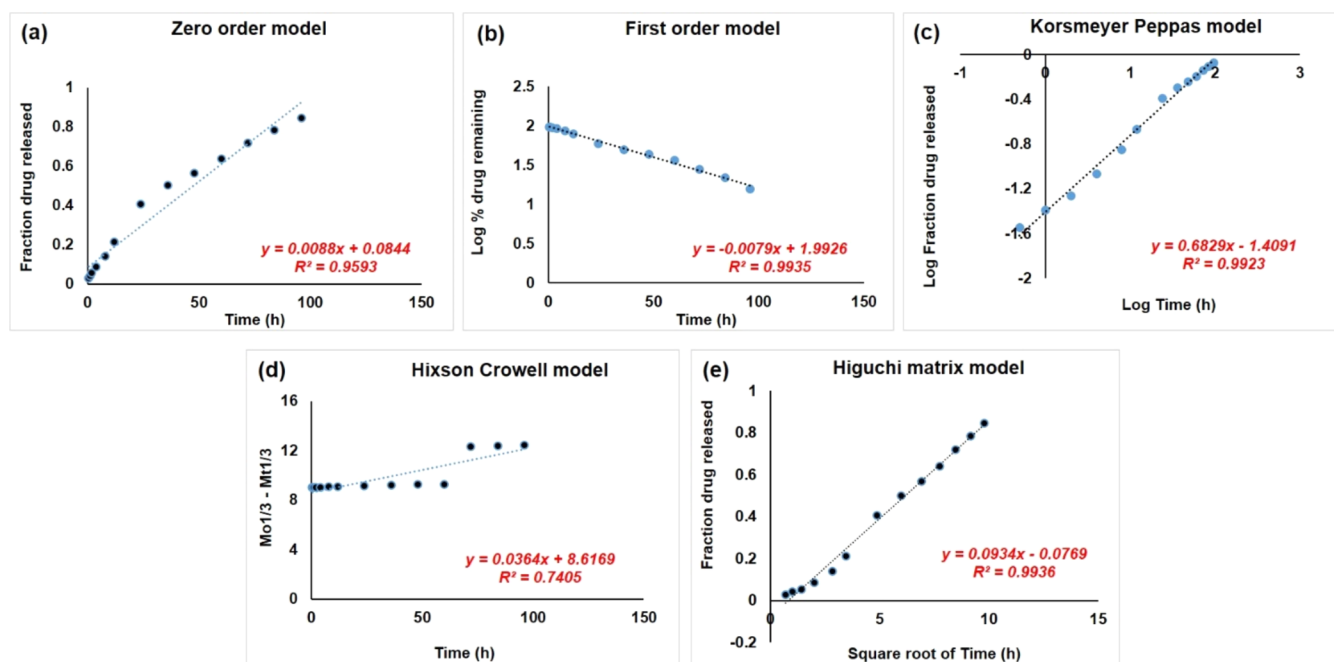 (a) Zero order model
Fraction drug released
1
0.8
0.6
0.4
0.2
0
0 50 100 150
Time (h)
y = 0.0088x + 0.0844
R² = 0.9593
(b) First order model
Log % drug remaining
2.5
2
1.5
1
0.5
0
0 50 100 150
Time (h)
y = -0.0079x + 1.9926
R² = 0.9935
(c) Korsmeyer Peppas model
Log Fraction drug released
-1 0 1 2 3
0
-0.4
-0.8
-1.2
-1.6
-2
Log Time (h)
y = 0.6829x - 1.4091
R² = 0.9923
(d) Hixson Crowell model
Mo1/3 - Mt1/3
16
12
8
4
0
0 50 100 150
Time (h)
y = 0.0364x + 8.6169
R² = 0.7405
(e) Higuchi matrix model
Fraction drug released
1
0.8
0.6
0.4
0.2
0
-0.2
0 5 10 15
Square root of Time (h)
y = 0.0934x - 0.0769
R² = 0.9936